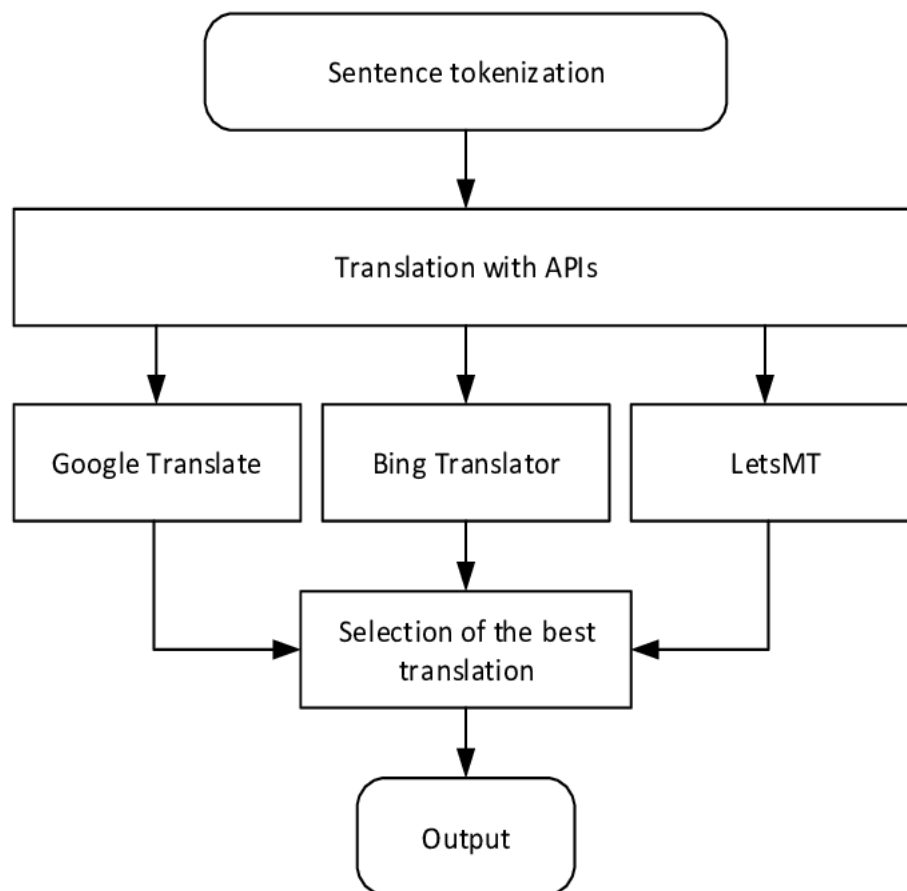 Sentence tokenization
Translation with APIs
Google Translate
Bing Translator
LetsMT
Selection of the best
translation
Output